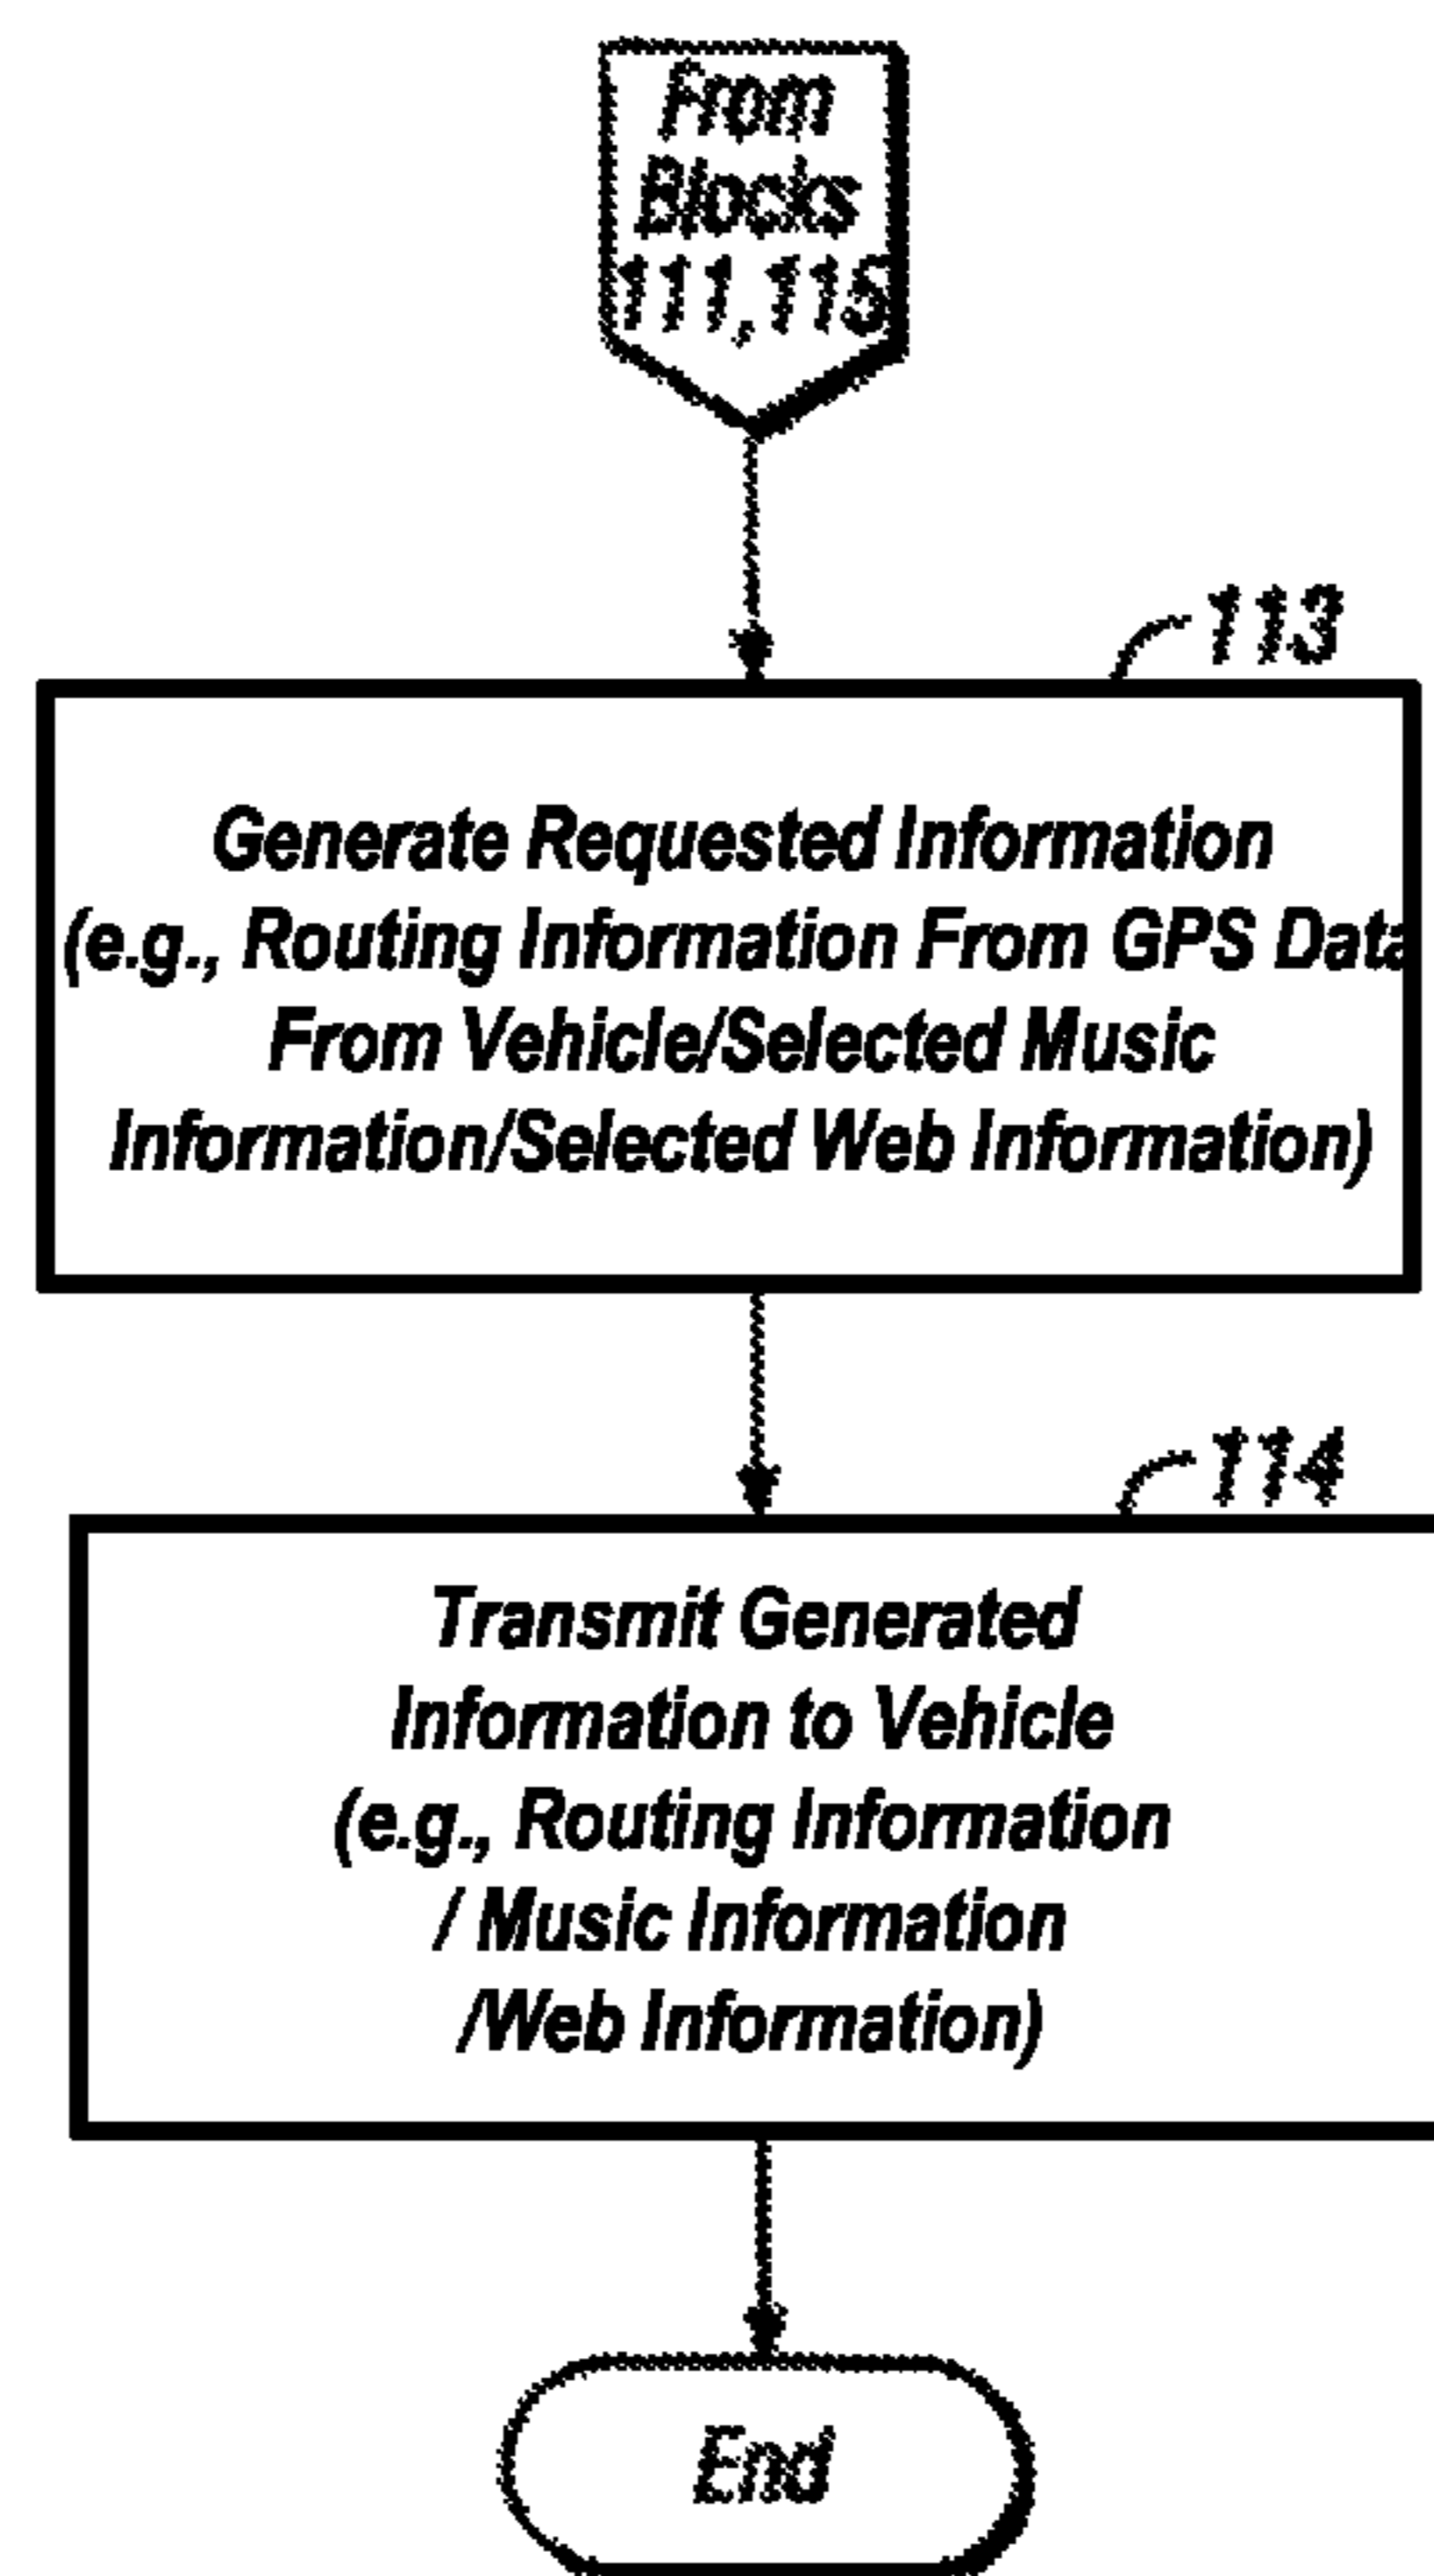 From
Blocks
111,115
113
Generate Requested Information
(e.g., Routing Information From GPS Data
From Vehicle/Selected Music
Information/Selected Web Information)
114
Transmit Generated
Information to Vehicle
(e.g., Routing Information
/ Music Information
/Web Information)
End